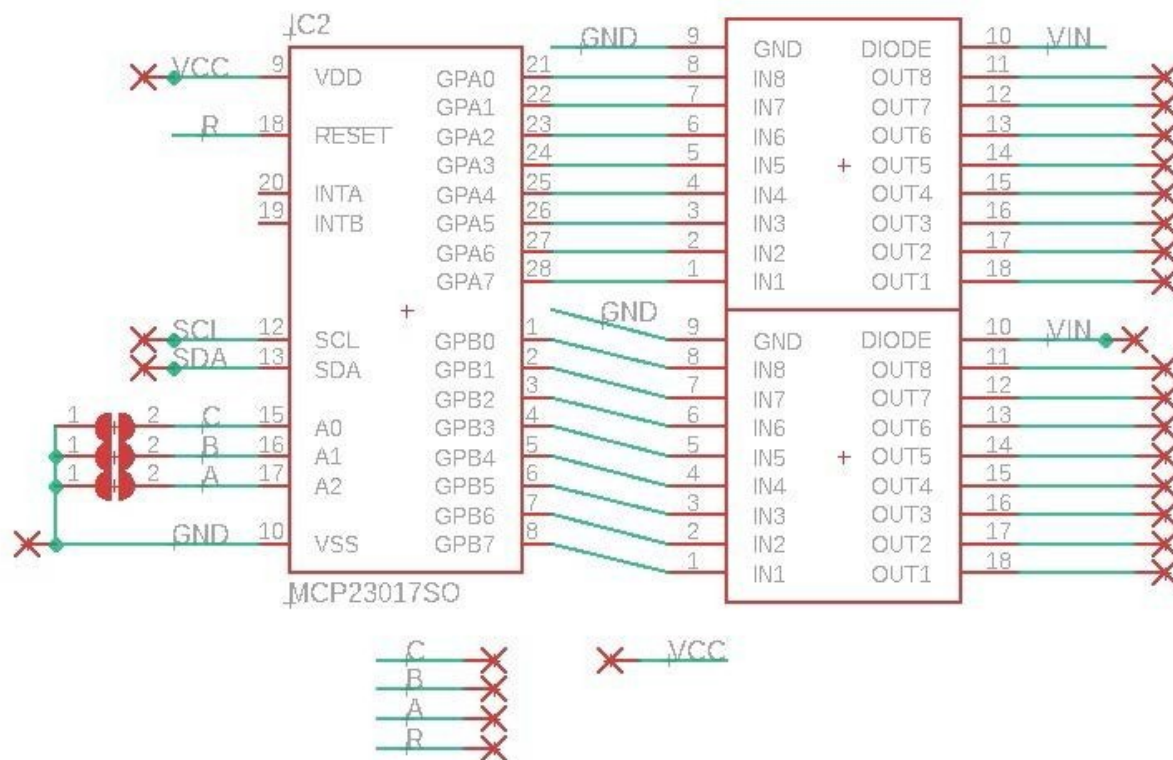 IC2
GND 9 GND DIODE 10 VIN
VCC 9 VDD GPA0 21 8 IN8 OUT8 11
GPA1 22 7 IN7 OUT7 12
R 18 RESET GPA2 23 6 IN6 OUT6 13
GPA3 24 5 IN5 OUT5 14
20 INTA GPA4 25 4 IN4 OUT4 15
19 INTB GPA5 26 3 IN3 OUT3 16
GPA6 27 2 IN2 OUT2 17
GPA7 28 1 IN1 OUT1 18
GND
SCL 12 SCL GPB0 1 9 GND DIODE 10 VIN
SDA 13 SDA GPB1 2 8 IN8 OUT8 11
GPB2 3 7 IN7 OUT7 12
1 2 C 15 A0 GPB3 4 6 IN6 OUT6 13
1 2 B 16 A1 GPB4 5 5 IN5 OUT5 14
1 2 A 17 A2 GPB5 6 4 IN4 OUT4 15
GPB6 7 3 IN3 OUT3 16
GND 10 VSS GPB7 8 2 IN2 OUT2 17
1 IN1 OUT1 18
MCP23017SO
C VCC
B
A
R